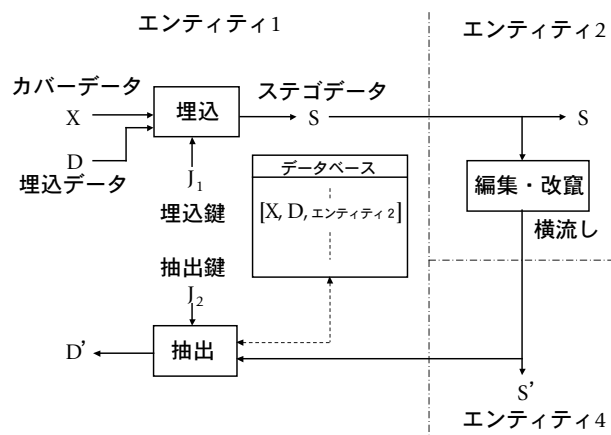 エンティティ1
エンティティ2
カバーデータ
ステゴデータ
X
埋込
S
S
D
埋込データ
J1
埋込鍵
データベース
[X, D, エンティティ2]
編集・改竄
横流し
抽出鍵
J2
D'
抽出
S'
エンティティ4